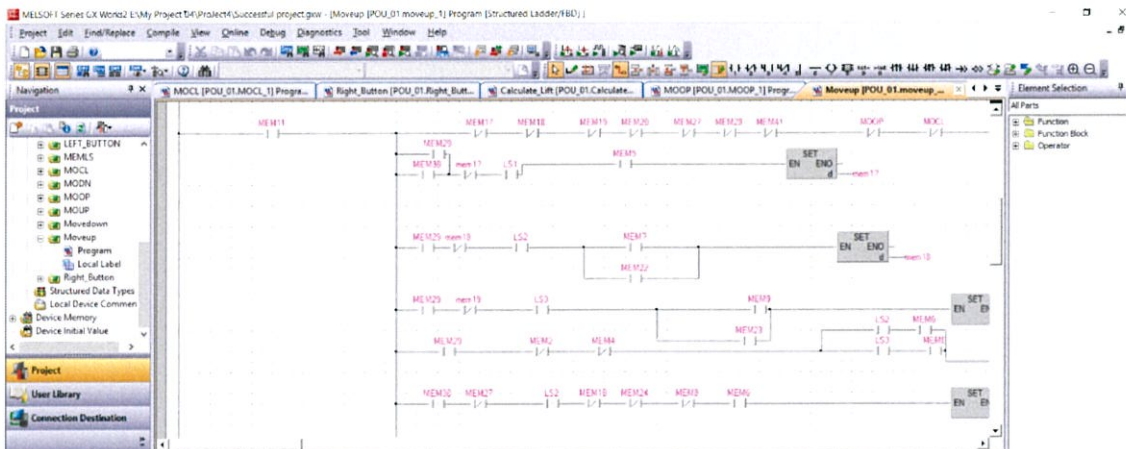 MELSOFT Series GX Works2 E:\My Project 04\Project4\Successful project.gxw - [Moveup [POU_01.moveup_1] Program [Structured Ladder/FBD] ]
Project Edit Find/Replace Compile View Online Debug Diagnostics Tool Window Help
Navigation
MOCL [POU_01.MOCL_1] Progra...
Right_Button [POU_01.Right_Butt...
Calculate_Lift [POU_01.Calculate...
MOOP [POU_01.MOOP_1] Progr...
Moveup [POU_01.moveup_...
Element Selection
Project
All Parts
Function
Function Block
Operator
LEFT_BUTTON
MEMLS
MOCL
MODN
MOOP
MOUP
Movedown
Moveup
Program
Local Label
Right_Button
Structured Data Types
Local Device Commen
Device Memory
Device Initial Value
Project
User Library
Connection Destination
MEM11 MEM17 MEM18 MEM19 MEM26 MEM27 MEM29 MEM41 MOOP MOCL
MEM29
MEM30 mem17 LS1 MEM5 SET
EN ENO
d mem17
MEM29 mem18 LS2 MEM7 SET
EN ENO
MEM22 d mem18
MEM29 mem19 LS3 MEM9 SET
EN
MEM23 LS2 MEM6
MEM29 MEM2 MEM4 LS3
MEM30 MEM27 MEM18 MEM6 SET
EN